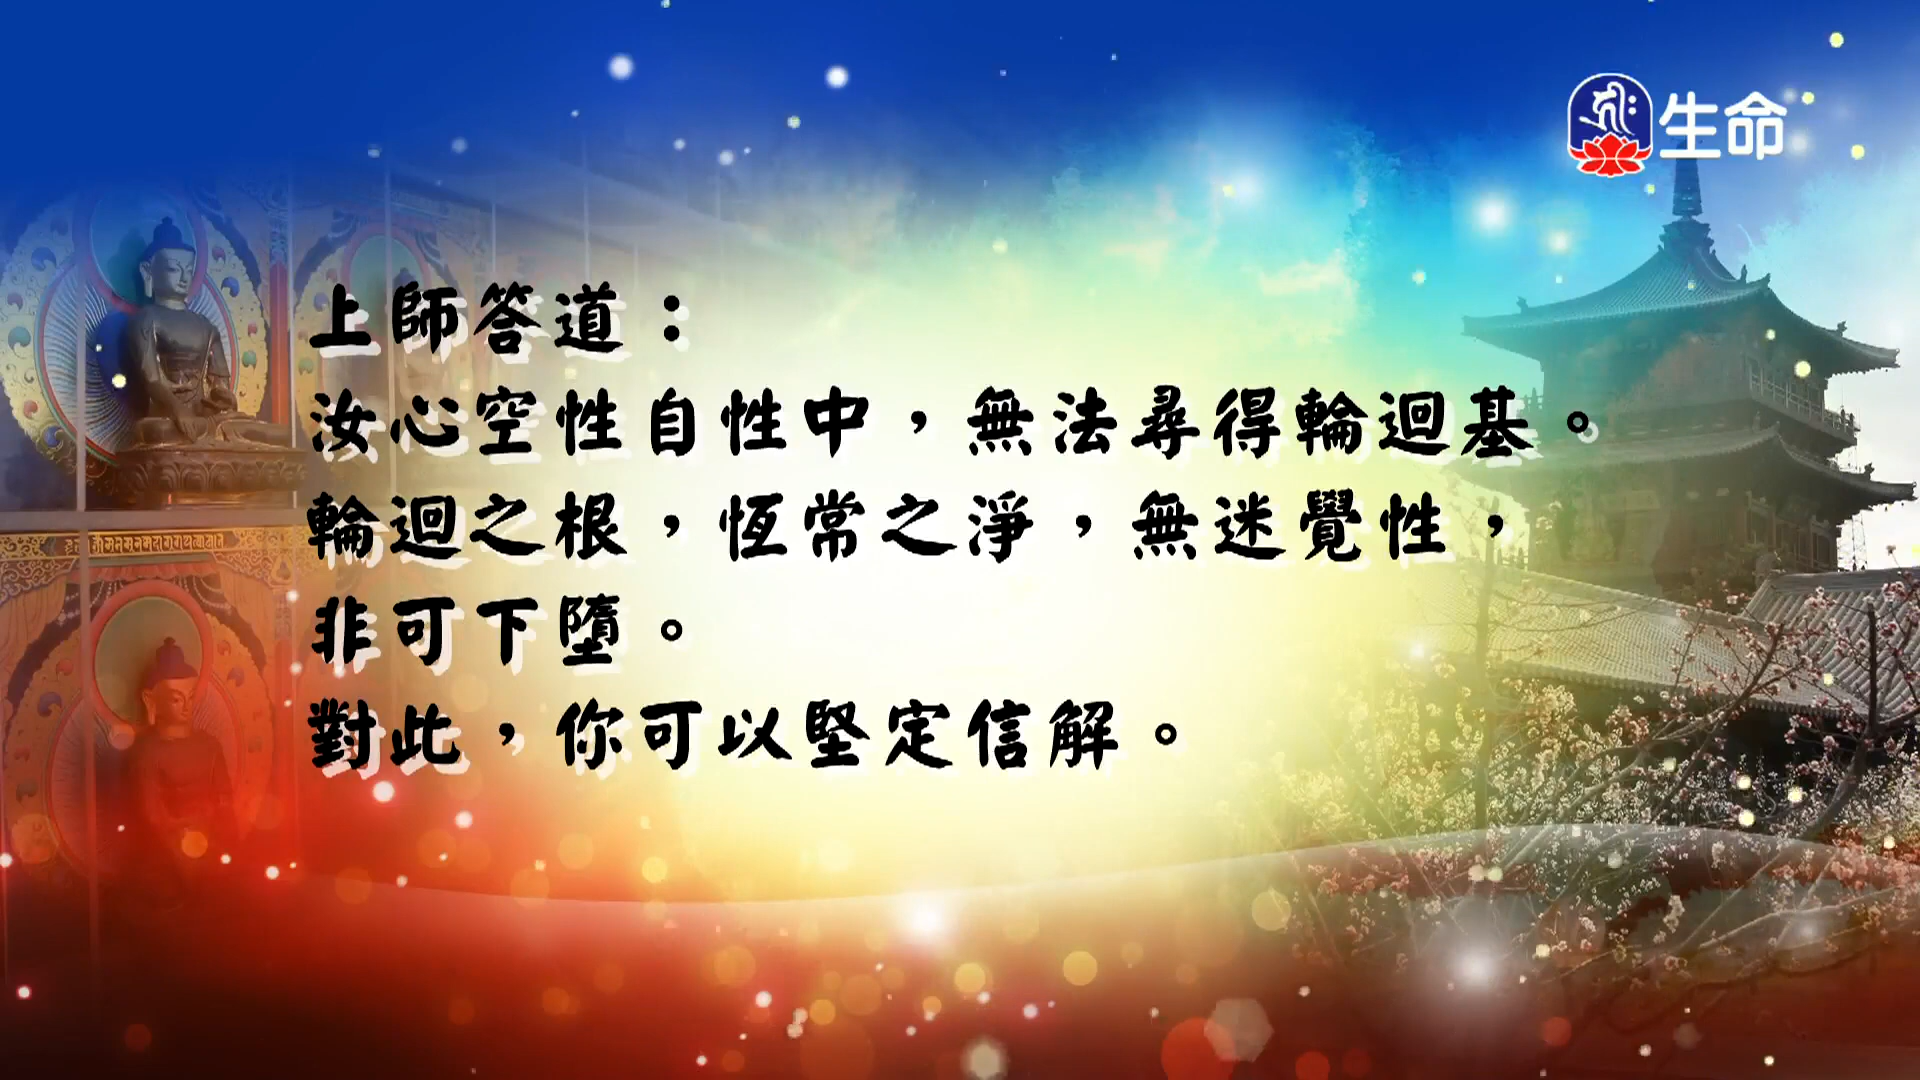 生命
上師答道：
汝心空性自性中，無法尋得輪迴基。
輪迴之根，恆常之淨，無迷覺性，
非可下墮。
對此，你可以堅定信解。